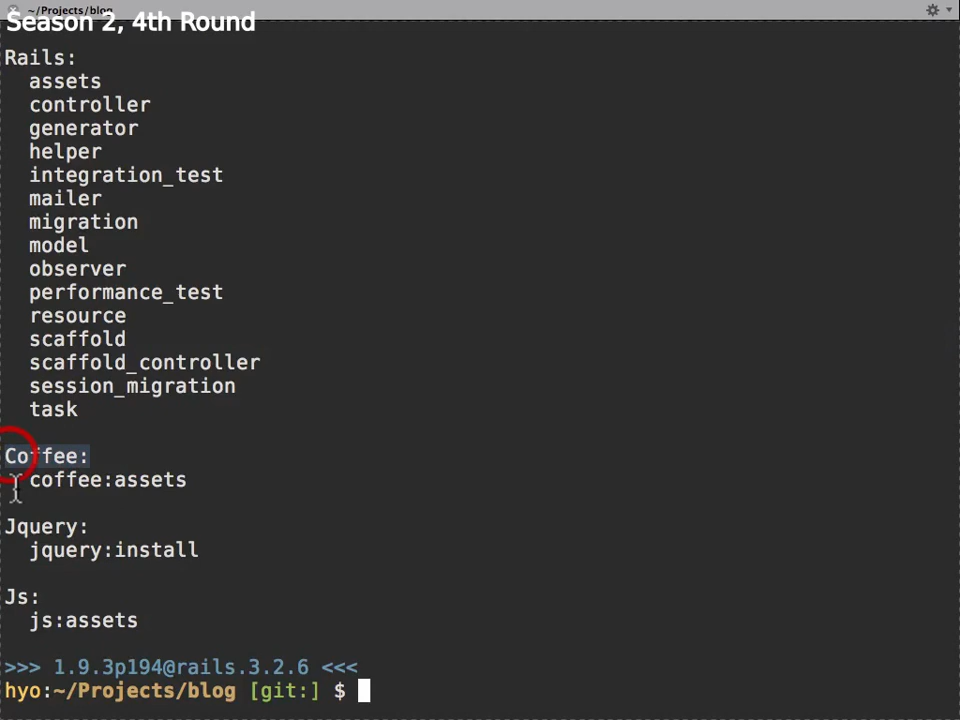 ~/Projects/blog
Season 2, 4th Round
Rails:
assets
controller
generator
helper
integration_test
mailer
migration
model
observer
performance_test
resource
scaffold
scaffold_controller
session_migration
task
Coffee:
coffee:assets
Jquery:
jquery:install
Js:
js:assets
>>> 1.9.3p194@rails.3.2.6 <<<
hyo:~/Projects/blog [git:] $